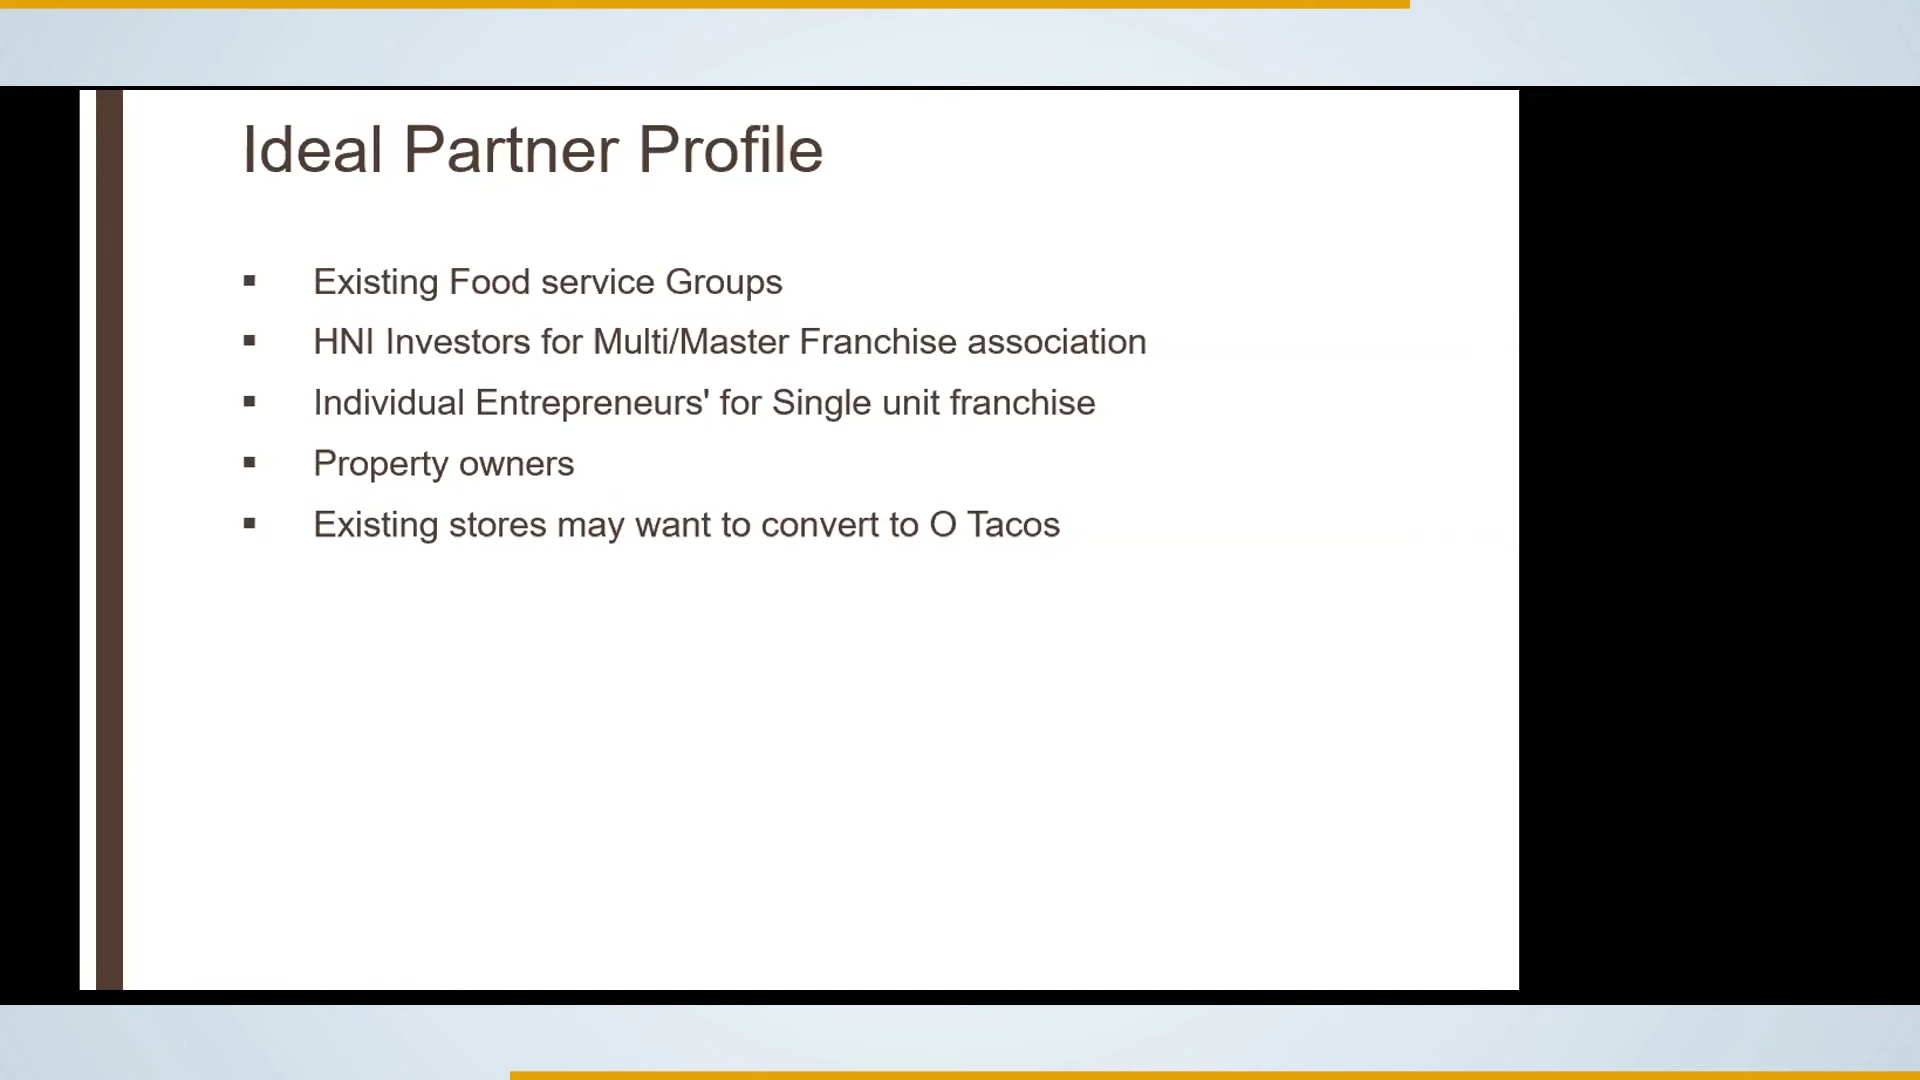 Ideal Partner Profile
▪ Existing Food service Groups
▪ HNI Investors for Multi/Master Franchise association
▪ Individual Entrepreneurs' for Single unit franchise
▪ Property owners
▪ Existing stores may want to convert to O Tacos